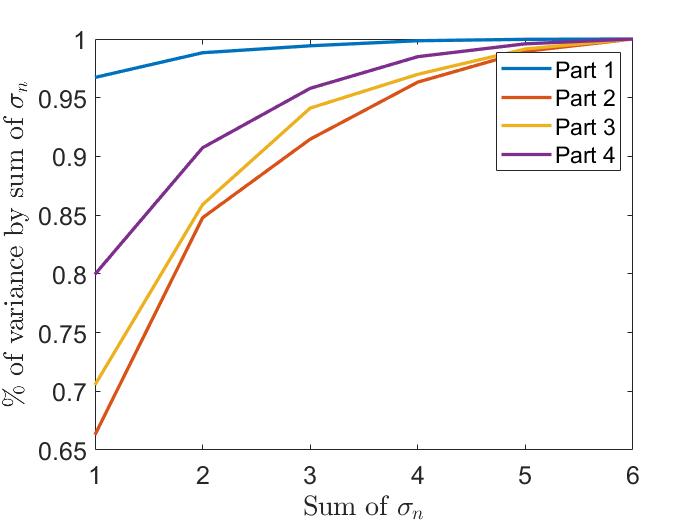 1
0.95
0.9
0.85
0.8
0.75
0.7
0.65
% of variance by sum of σₙ
Part 1
Part 2
Part 3
Part 4
1 2 3 4 5 6
Sum of σₙ